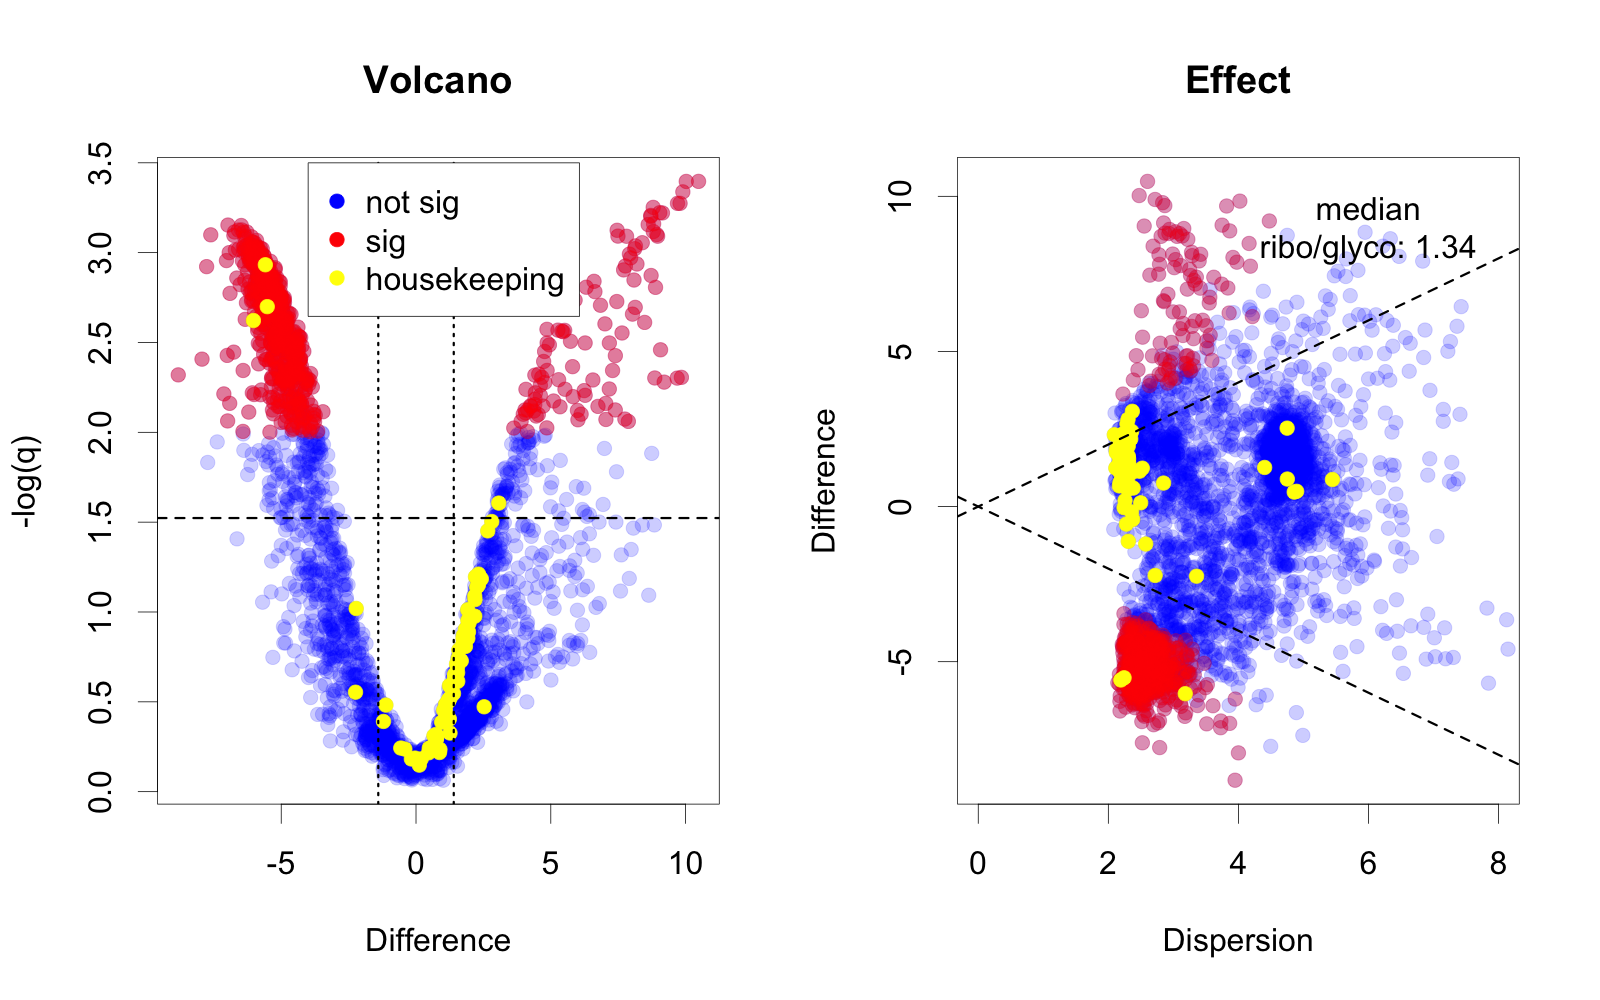 Volcano
-log(q)
3.5
3.0
2.5
2.0
1.5
1.0
0.5
0.0
not sig
sig
housekeeping
-5 0 5 10
Difference
Effect
Difference
10
5
0
-5
median
ribo/glyco: 1.34
0 2 4 6 8
Dispersion